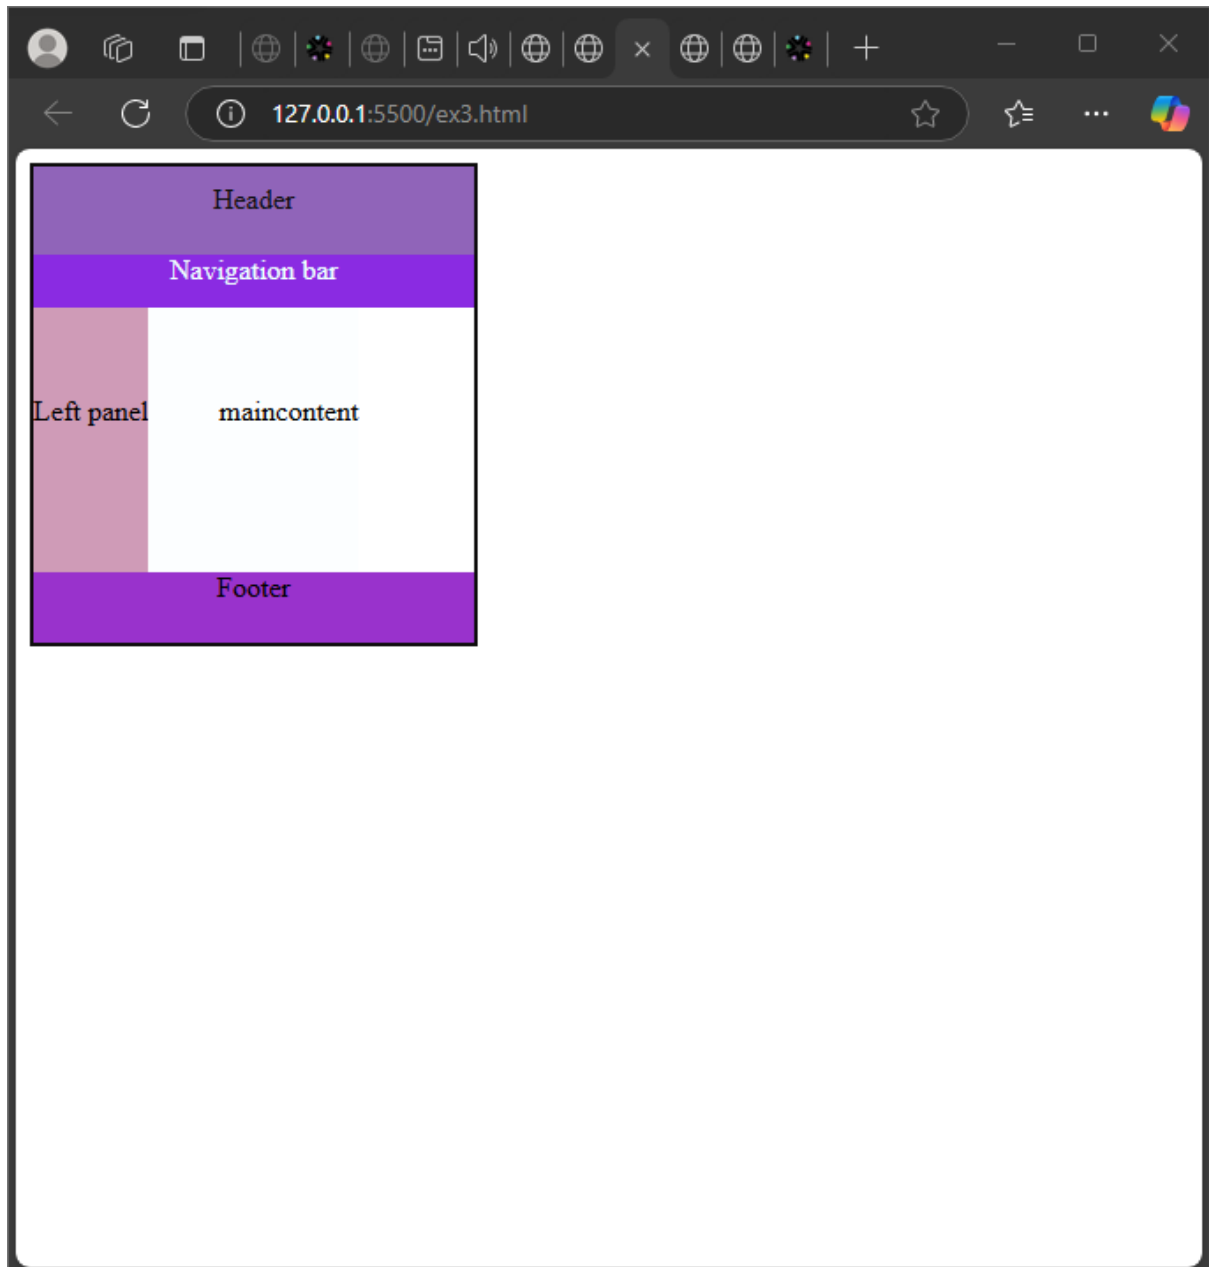 127.0.0.1:5500/ex3.html
Header
Navigation bar
Left panel maincontent
Footer